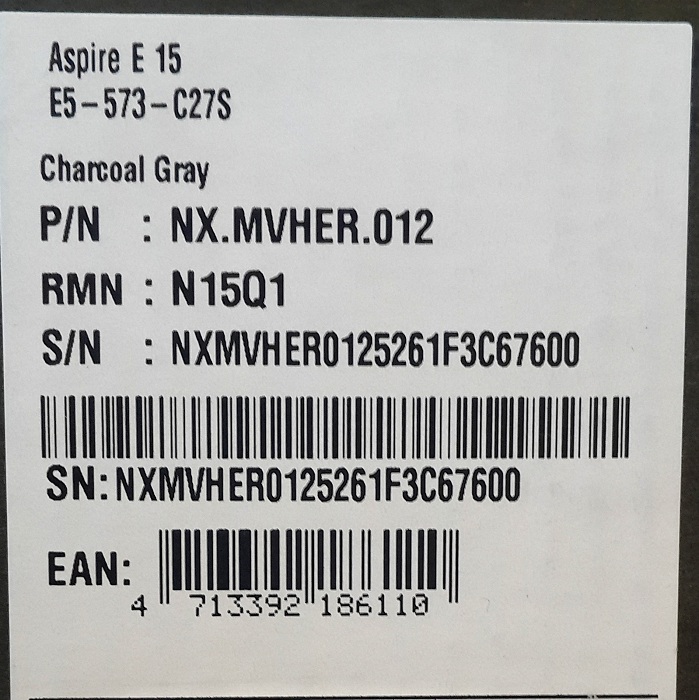 Aspire E 15
E5-573-C27S
Charcoal Gray
P/N : NX.MVHER.012
RMN : N15Q1
S/N : NXMVHER0125261F3C67600
SN:NXMVHER0125261F3C67600
EAN:
4 713392 186110